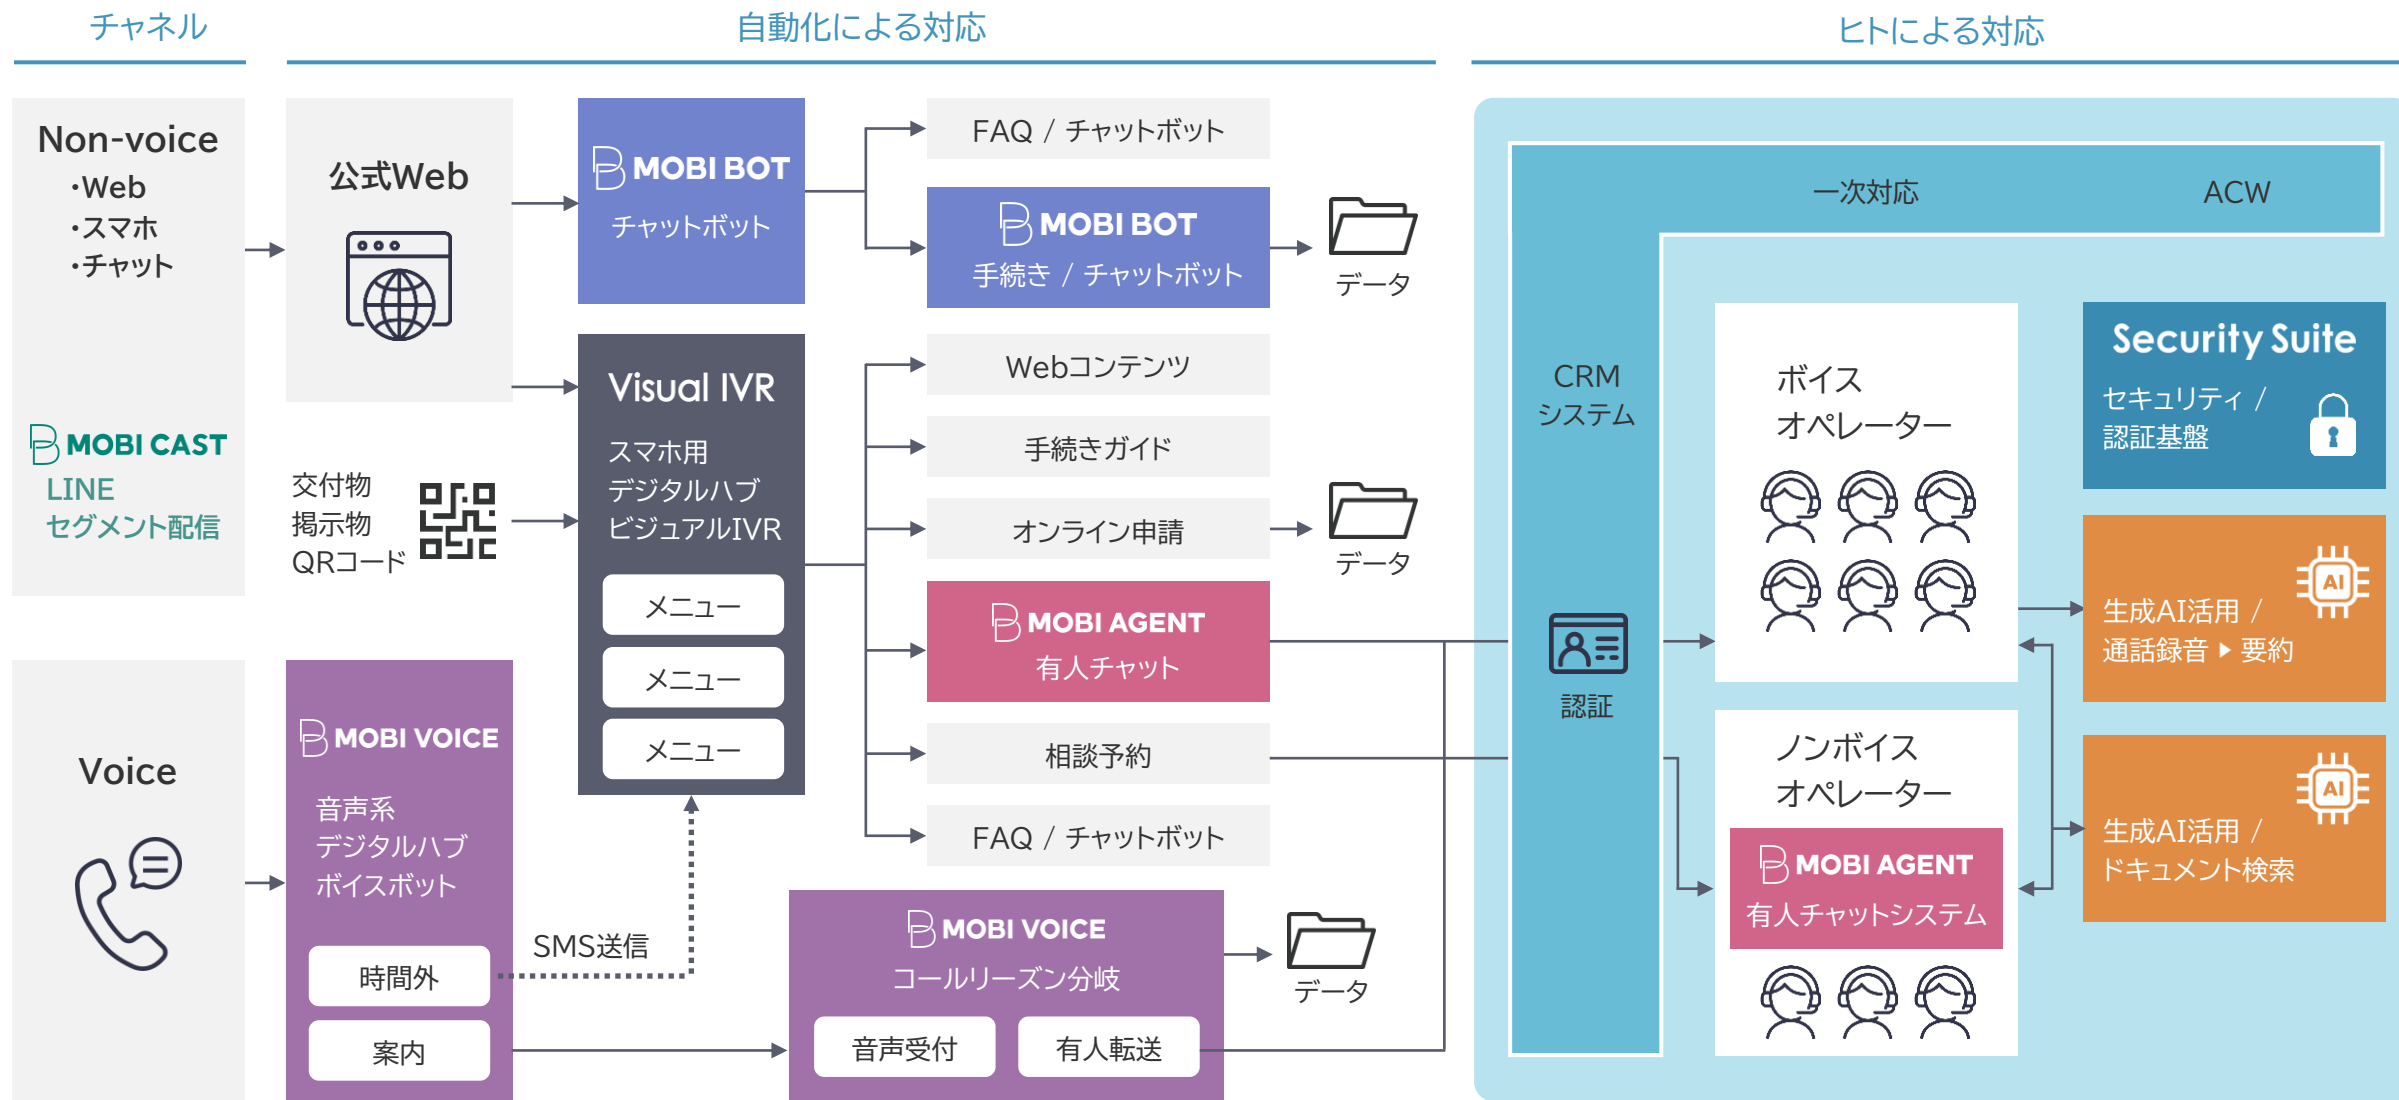 チャネル
自動化による対応
ヒトによる対応
Non-voice
・Web
・スマホ
・チャット
MOBI CAST
LINE
セグメント配信
公式Web
交付物
掲示物
QRコード
MOBI BOT
チャットボット
Visual IVR
スマホ用
デジタルハブ
ビジュアルIVR
メニュー
メニュー
メニュー
FAQ / チャットボット
MOBI BOT
手続き / チャットボット
データ
Webコンテンツ
手続きガイド
オンライン申請
データ
MOBI AGENT
有人チャット
相談予約
FAQ / チャットボット
Voice
MOBI VOICE
音声系
デジタルハブ
ボイスボット
時間外
案内
SMS送信
MOBI VOICE
コールリーズン分岐
音声受付
有人転送
データ
一次対応
ACW
CRM
システム
認証
ボイス
オペレーター
ノンボイス
オペレーター
MOBI AGENT
有人チャットシステム
Security Suite
セキュリティ /
認証基盤
AI
生成AI活用 /
通話録音 ▶ 要約
AI
生成AI活用 /
ドキュメント検索